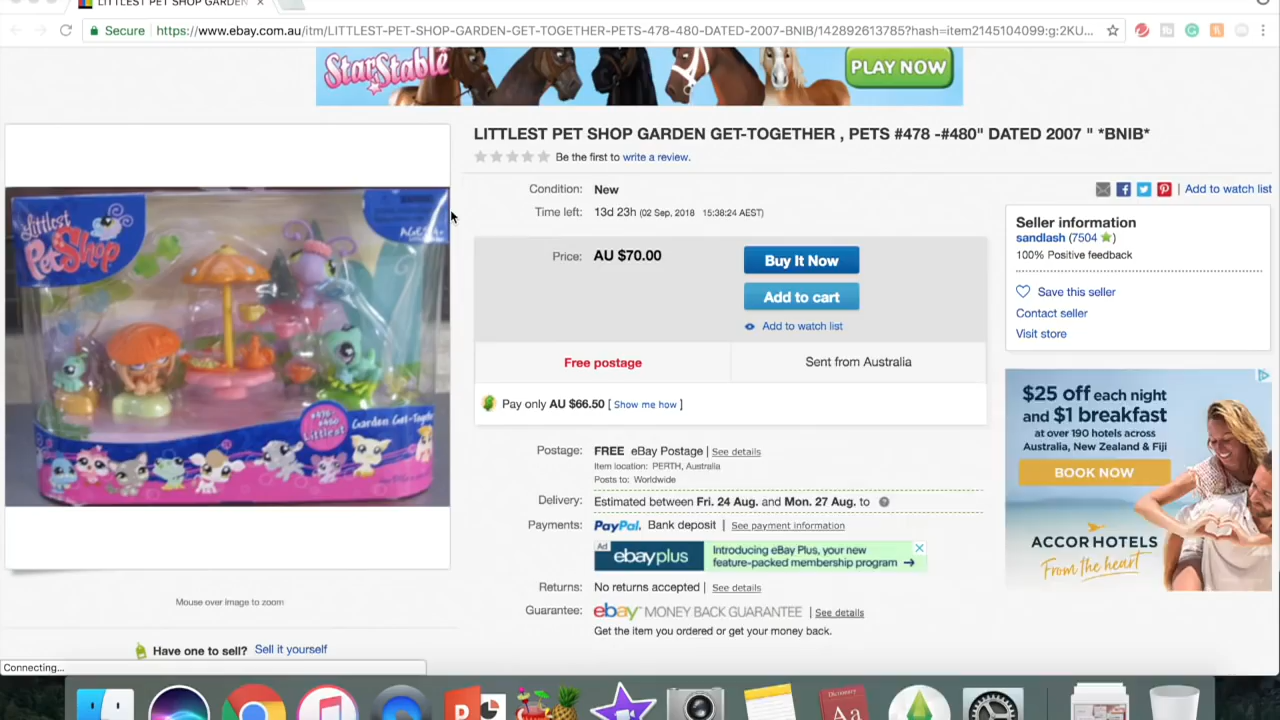 LITTLEST PET SHOP GARDEN
Secure
https://www.ebay.com.au/itm/LITTLEST-PET-SHOP-GARDEN-GET-TOGETHER-PETS-478-480-DATED-2007-BNIB/142892613785?hash=item2145104099:g:2KU...
StarStable
PLAY NOW
LITTLEST PET SHOP GARDEN GET-TOGETHER , PETS #478 -#480" DATED 2007 " *BNIB*
Be the first to write a review.
Condition: New
Time left: 13d 23h (02 Sep, 2018 15:38:24 AEST)
| Add to watch list
Price: AU $70.00
Buy It Now
Add to cart
Add to watch list
Free postage
Sent from Australia
Pay only AU $66.50 [ Show me how ]
Postage: FREE eBay Postage | See details
Item location: PERTH, Australia
Posts to: Worldwide
Delivery: Estimated between Fri. 24 Aug. and Mon. 27 Aug. to
Payments: PayPal. Bank deposit | See payment information
Ad
ebayplus
Introducing eBay Plus, your new
feature-packed membership program →
Returns: No returns accepted | See details
Guarantee: ebay MONEY BACK GUARANTEE | See details
Get the item you ordered or get your money back.
Seller information
sandlash (7504 )
100% Positive feedback
Save this seller
Contact seller
Visit store
$25 off each night
and $1 breakfast
at over 190 hotels across
Australia, New Zealand & Fiji
BOOK NOW
ACCOR HOTELS
From the heart
Littlest
Pet Shop
Littlest
Mouse over image to zoom
Have one to sell? Sell it yourself
Connecting...
Aa